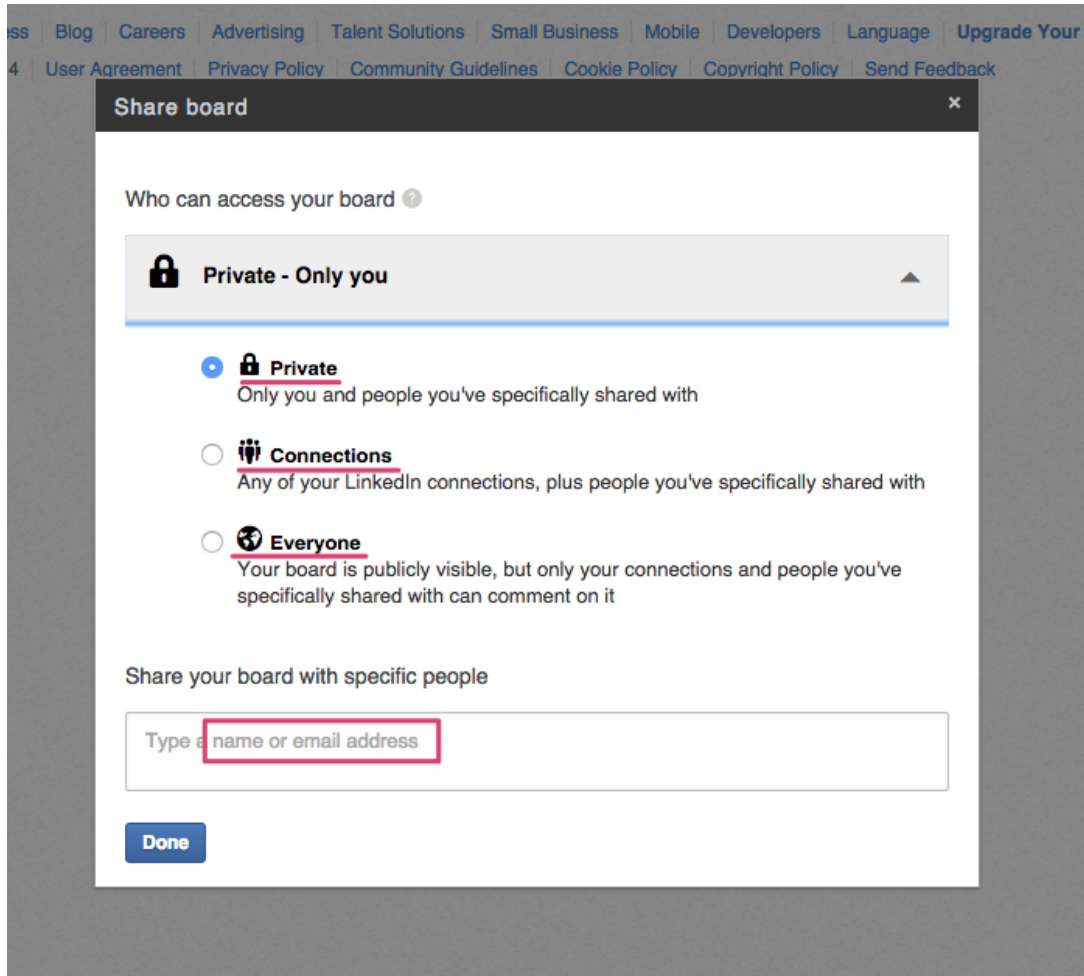 ess Blog Careers Advertising Talent Solutions Small Business Mobile Developers Language Upgrade Your
4 User Agreement Privacy Policy Community Guidelines Cookie Policy Copyright Policy Send Feedback
Share board ×
Who can access your board ?
Private - Only you
Private
Only you and people you've specifically shared with
Connections
Any of your LinkedIn connections, plus people you've specifically shared with
Everyone
Your board is publicly visible, but only your connections and people you've
specifically shared with can comment on it
Share your board with specific people
Type a name or email address
Done